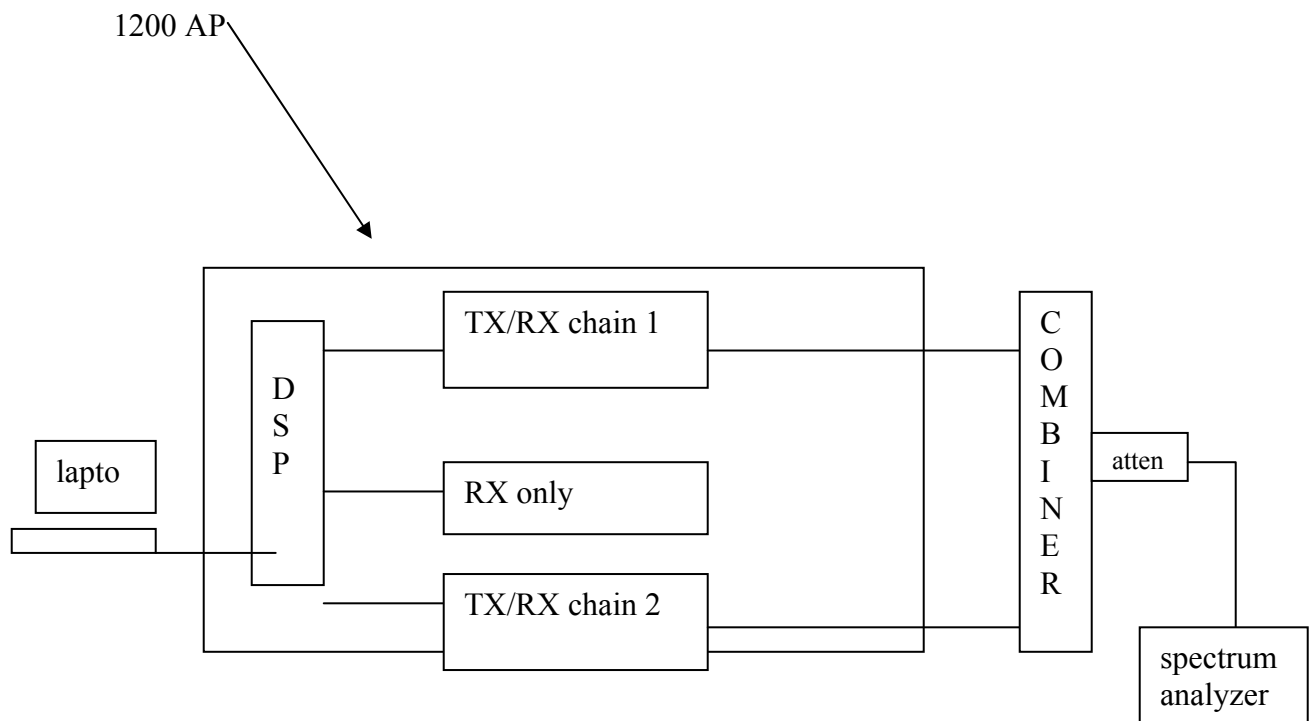 1200 AP
TX/RX chain 1
C
O
M
B
I
N
E
R
D
S
P
lapto
atten
RX only
TX/RX chain 2
spectrum
analyzer